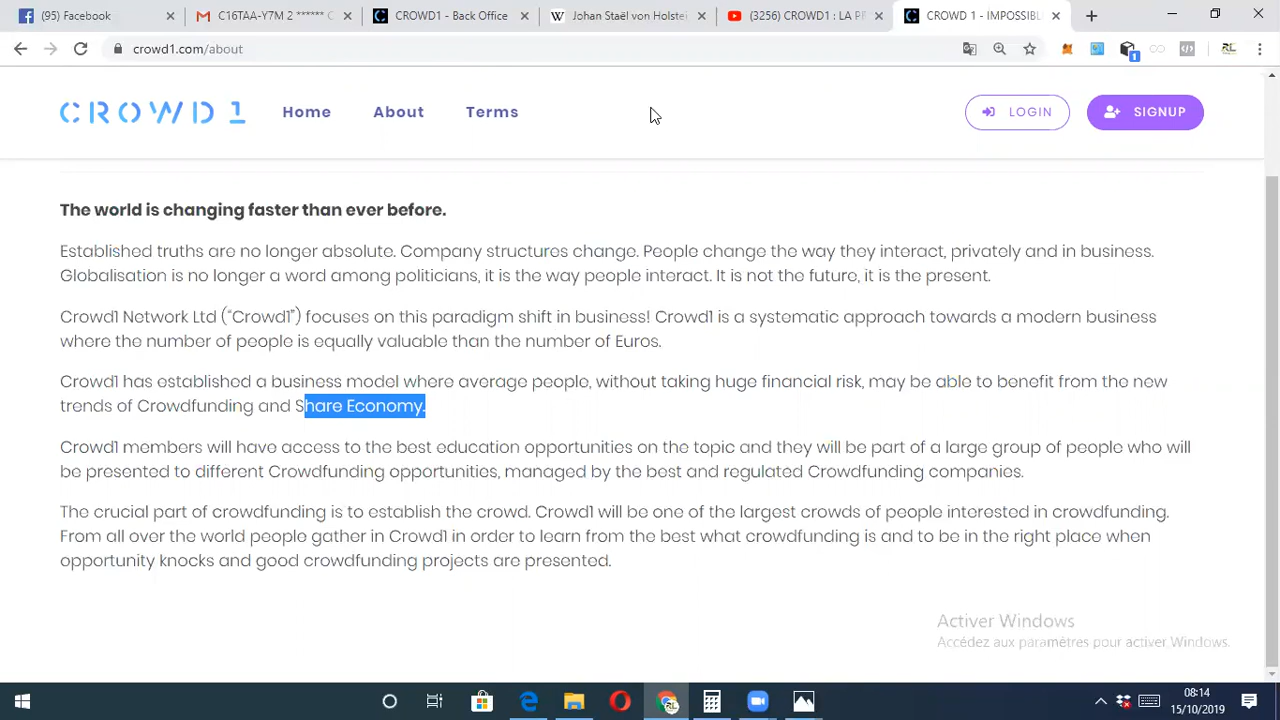 (95) Facebook
C16TAA-Y7M 2 ****** C
CROWD1 - Back Office
Johan Staël von Holste
(3256) CROWD1 : LA PR
CROWD 1 - IMPOSSIBL
crowd1.com/about
CROWD1
Home
About
Terms
LOGIN
SIGNUP
The world is changing faster than ever before.
Established truths are no longer absolute. Company structures change. People change the way they interact, privately and in business.
Globalisation is no longer a word among politicians, it is the way people interact. It is not the future, it is the present.
Crowd1 Network Ltd (“Crowd1”) focuses on this paradigm shift in business! Crowd1 is a systematic approach towards a modern business
where the number of people is equally valuable than the number of Euros.
Crowd1 has established a business model where average people, without taking huge financial risk, may be able to benefit from the new
trends of Crowdfunding and Share Economy.
Crowd1 members will have access to the best education opportunities on the topic and they will be part of a large group of people who will
be presented to different Crowdfunding opportunities, managed by the best and regulated Crowdfunding companies.
The crucial part of crowdfunding is to establish the crowd. Crowd1 will be one of the largest crowds of people interested in crowdfunding.
From all over the world people gather in Crowd1 in order to learn from the best what crowdfunding is and to be in the right place when
opportunity knocks and good crowdfunding projects are presented.
Activer Windows
Accédez aux paramètres pour activer Windows.
08:14
15/10/2019